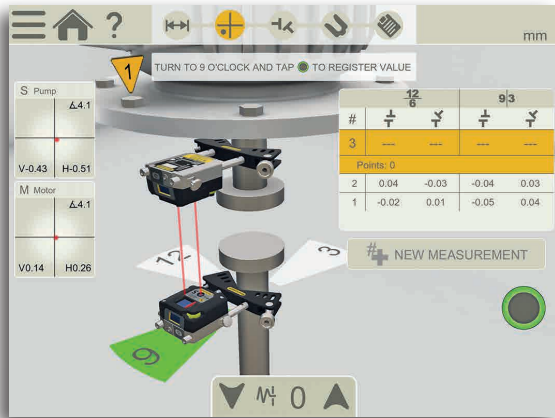 ?
mm
1
TURN TO 9 O'CLOCK AND TAP TO REGISTER VALUE
S Pump
∡4.1
V-0.43 H-0.51
M Motor
∡4.1
V0.14 H0.26
12
6
9 3
#
3 --- --- --- ---
Points: 0
2 0.04 -0.03 -0.04 0.03
1 -0.02 0.01 -0.05 0.04
# NEW MEASUREMENT
12
3
9
0